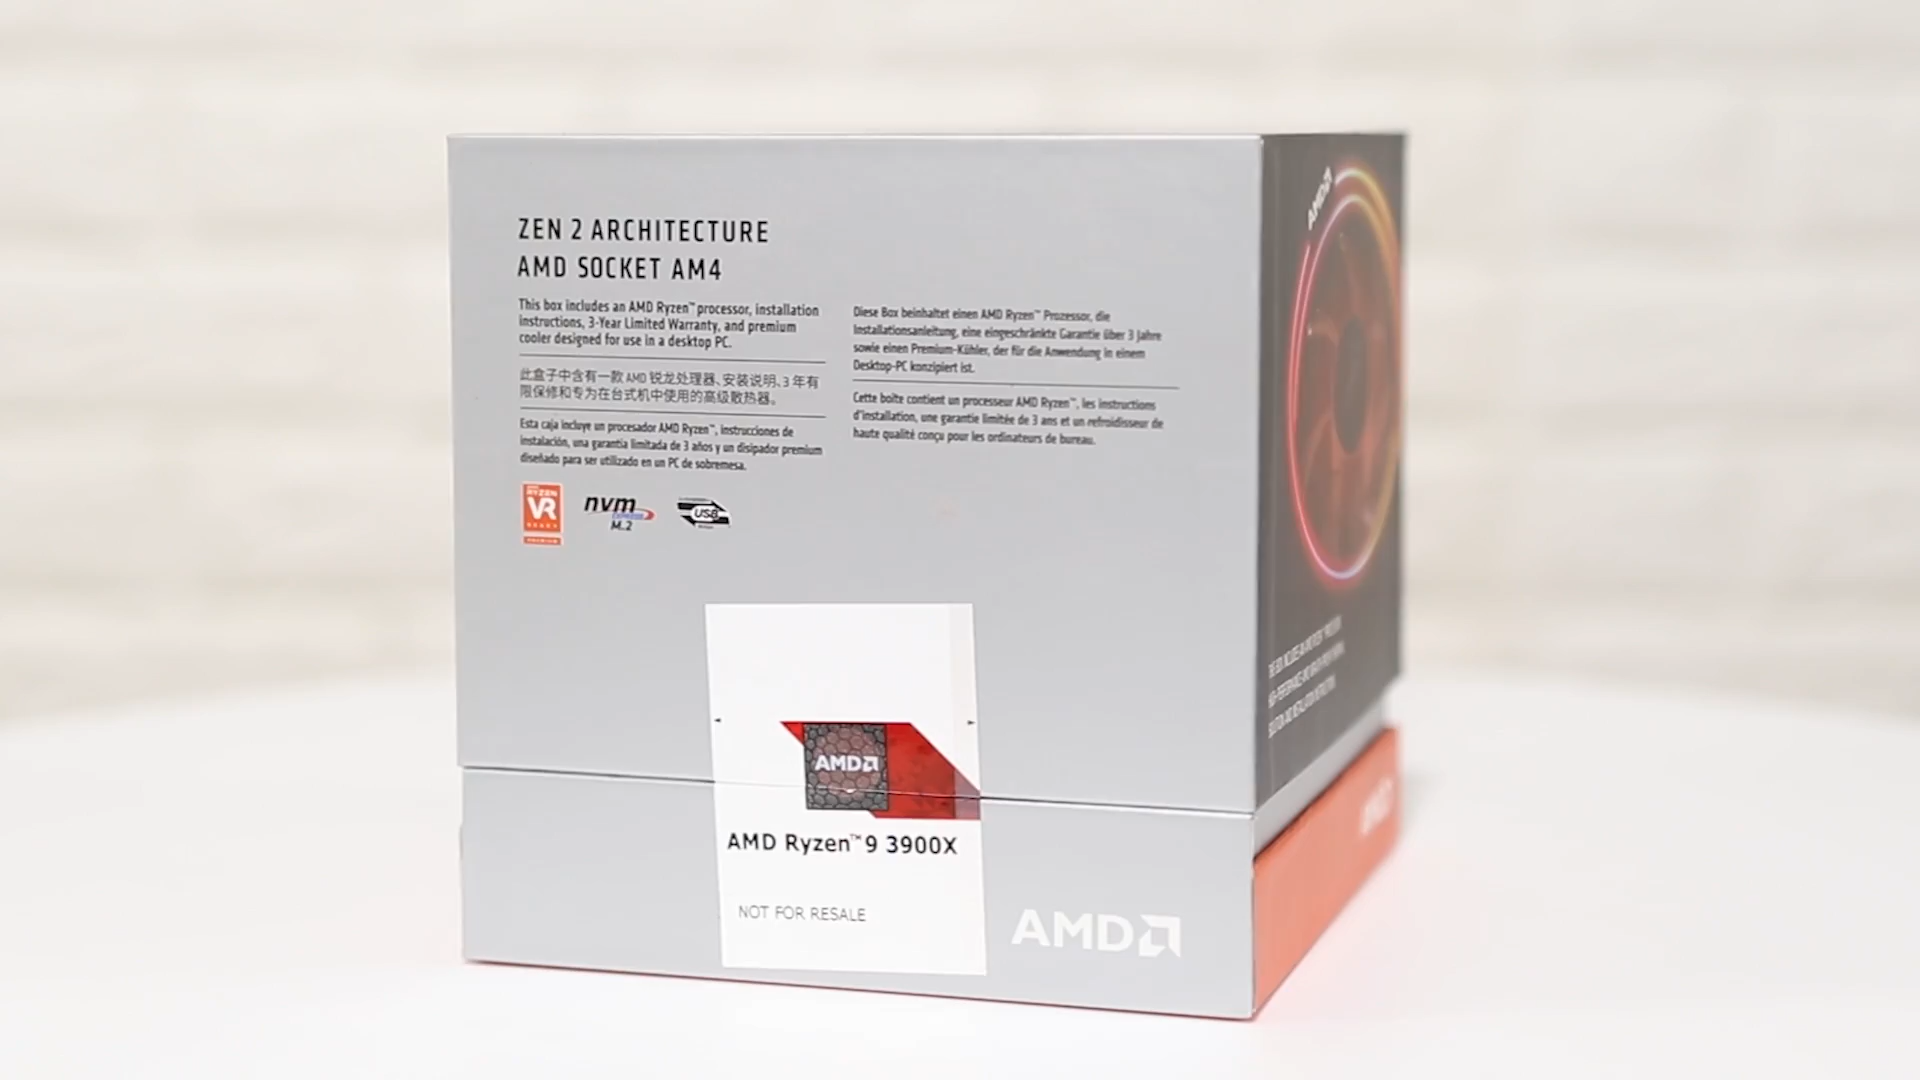 ZEN 2 ARCHITECTURE
AMD SOCKET AM4
This box includes an AMD Ryzen™ processor, installation
instructions, 3-Year Limited Warranty, and premium
cooler designed for use in a desktop PC.
此盒子中含有一款 AMD 锐龙处理器、安装说明、3 年有
限保修和专为在台式机中使用的高级散热器。
Esta caja incluye un procesador AMD Ryzen™, instrucciones de
instalación, una garantía limitada de 3 años y un disipador premium
diseñado para ser utilizado en un PC de sobremesa.
Diese Box beinhaltet einen AMD Ryzen™ Prozessor, die
Installationsanleitung, eine eingeschränkte Garantie über 3 Jahre
sowie einen Premium-Kühler, der für die Anwendung in einem
Desktop-PC konzipiert ist.
Cette boîte contient un processeur AMD Ryzen™, les instructions
d'installation, une garantie limitée de 3 ans et un refroidisseur de
haute qualité conçu pour les ordinateurs de bureau.
RYZEN
VR
READY
PREMIUM
nvm
EXPRESS
M.2
USB
AMD
AMD Ryzen™ 9 3900X
NOT FOR RESALE
AMD
AMD
AMD